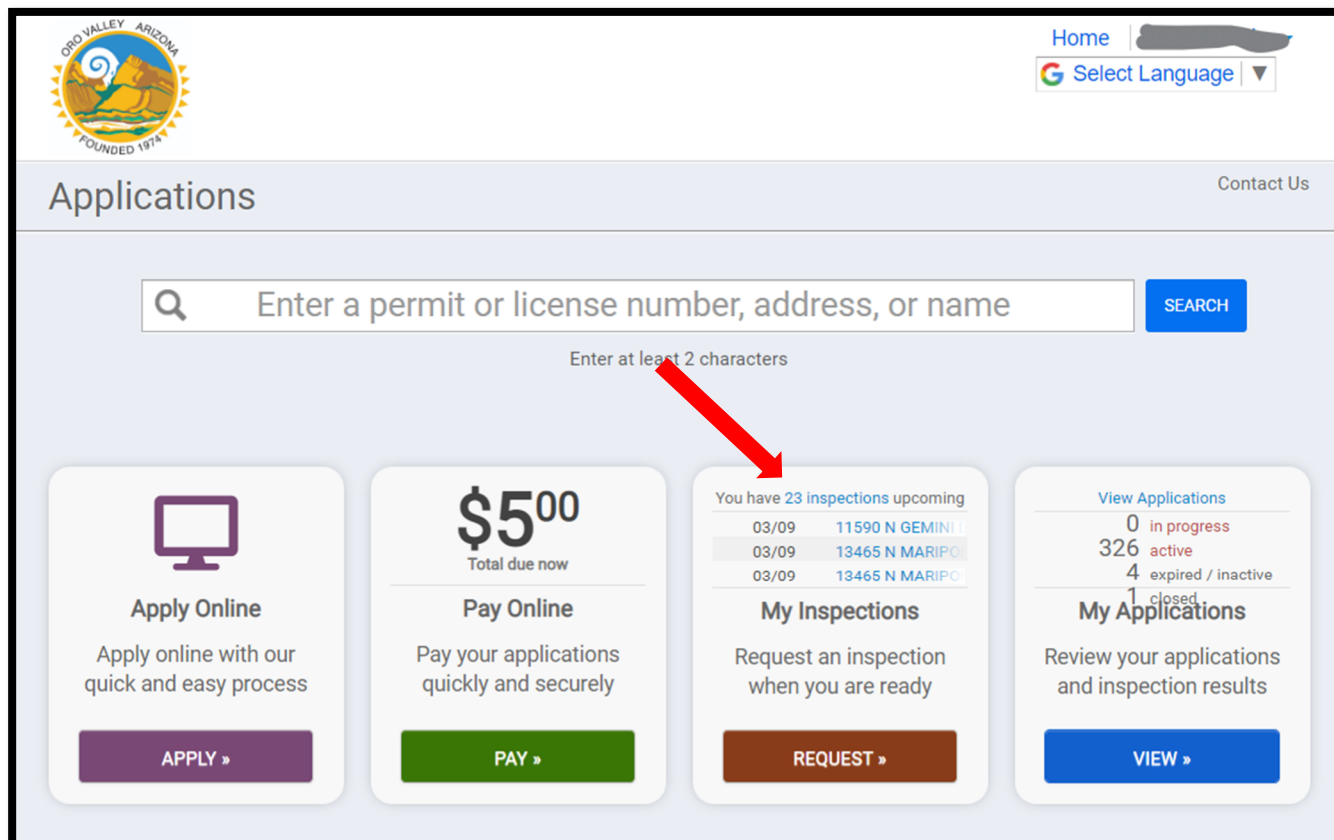 ORO VALLEY ARIZONA
FOUNDED 1974
Home
Select Language ▼
Applications
Contact Us
Enter a permit or license number, address, or name
SEARCH
Enter at least 2 characters
You have 23 inspections upcoming
03/09 11590 N GEMINI
03/09 13465 N MARIPO
03/09 13465 N MARIPO
$500
Total due now
View Applications
0 in progress
326 active
4 expired / inactive
1 closed
Apply Online
Apply online with our
quick and easy process
APPLY »
Pay Online
Pay your applications
quickly and securely
PAY »
My Inspections
Request an inspection
when you are ready
REQUEST »
My Applications
Review your applications
and inspection results
VIEW »